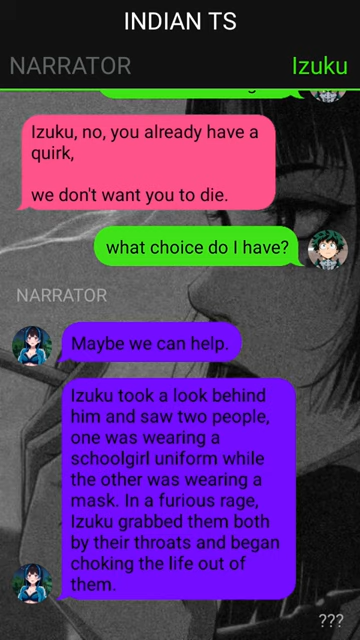 INDIAN TS
NARRATOR Izuku
Izuku, no, you already have a
quirk,
we don't want you to die.
what choice do I have?
NARRATOR
Maybe we can help.
Izuku took a look behind
him and saw two people,
one was wearing a
schoolgirl uniform while
the other was wearing a
mask. In a furious rage,
Izuku grabbed them both
by their throats and began
choking the life out of
them.
???